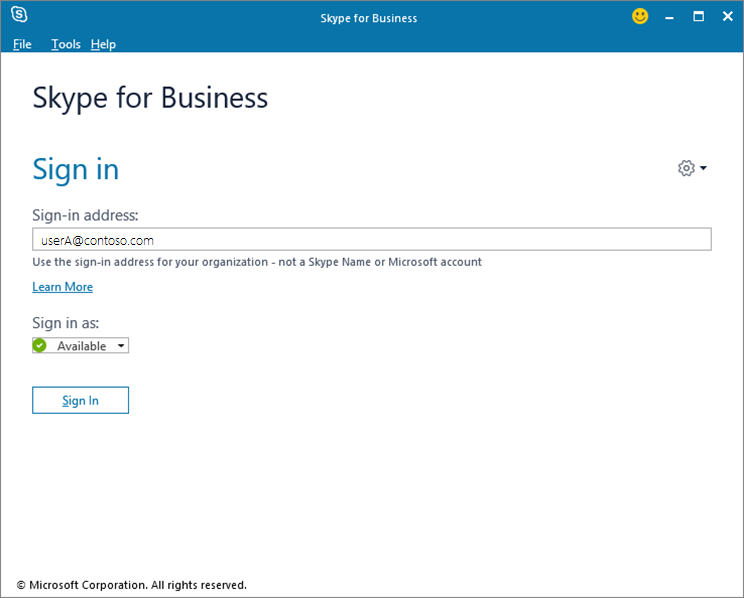 Skype for Business
File Tools Help
Skype for Business
Sign in
Sign-in address:
userA@contoso.com
Use the sign-in address for your organization - not a Skype Name or Microsoft account
Learn More
Sign in as:
Available
Sign In
© Microsoft Corporation. All rights reserved.